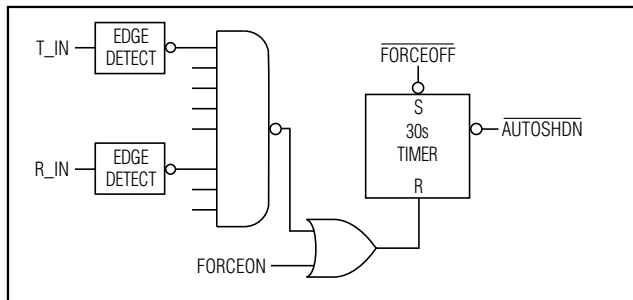 T_IN
EDGE
DETECT
R_IN
EDGE
DETECT
FORCEON
FORCEOFF
S
30s
TIMER
R
AUTOSHDN